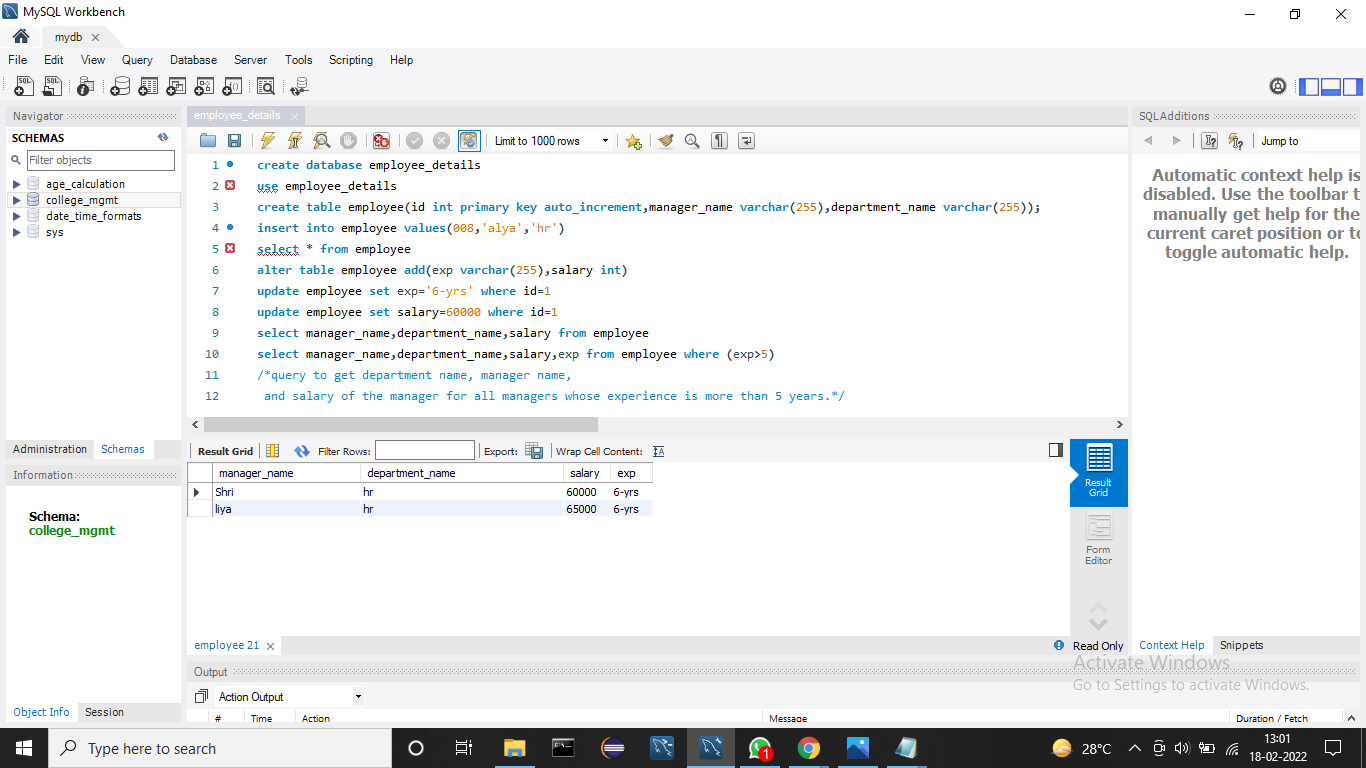 MySQL Workbench
mydb
File Edit View Query Database Server Tools Scripting Help
Navigator
SCHEMAS
Filter objects
age_calculation
college_mgmt
date_time_formats
sys
Administration Schemas
Information
Schema:
college_mgmt
Object Info Session
employee_details
Limit to 1000 rows
1 create database employee_details
2 use employee_details
3 create table employee(id int primary key auto_increment,manager_name varchar(255),department_name varchar(255));
4 insert into employee values(008,'alya','hr')
5 select * from employee
6 alter table employee add(exp varchar(255),salary int)
7 update employee set exp='6-yrs' where id=1
8 update employee set salary=60000 where id=1
9 select manager_name,department_name,salary from employee
10 select manager_name,department_name,salary,exp from employee where (exp>5)
11 /*query to get department name, manager name,
12 and salary of the manager for all managers whose experience is more than 5 years.*/
Result Grid Filter Rows: Export: Wrap Cell Content:
manager_name department_name salary exp
Shri hr 60000 6-yrs
liya hr 65000 6-yrs
Result
Grid
Form
Editor
employee 21
Read Only
Output
Action Output
# Time Action Message Duration / Fetch
SQLAdditions
Jump to
Automatic context help is
disabled. Use the toolbar t
manually get help for the
current caret position or to
toggle automatic help.
Context Help Snippets
Activate Windows
Go to Settings to activate Windows.
Type here to search
1
28°C
13:01
18-02-2022